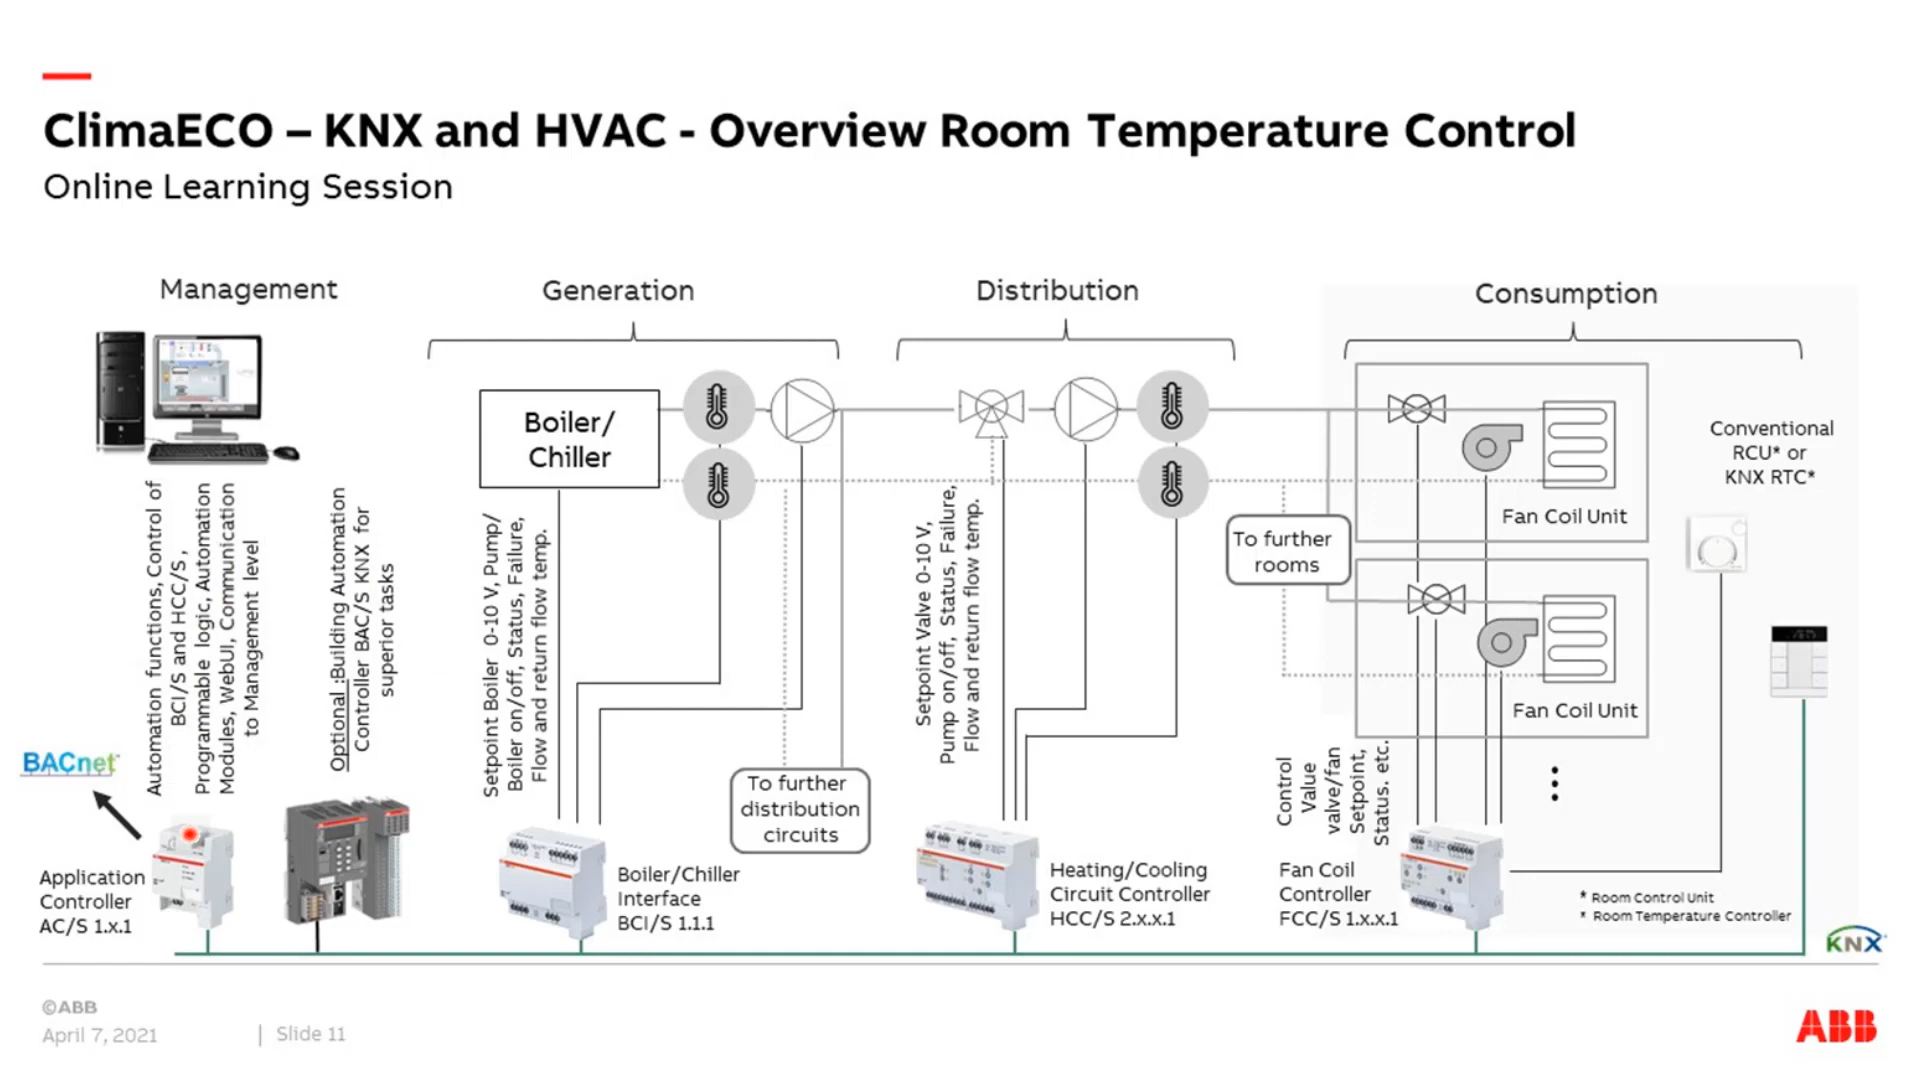 ClimaECO – KNX and HVAC - Overview Room Temperature Control
Online Learning Session
Management
Generation
Distribution
Consumption
Boiler/
Chiller
Conventional
RCU* or
KNX RTC*
Fan Coil Unit
To further
rooms
Fan Coil Unit
Automation functions, Control of
BCI/S and HCC/S,
Programmable logic, Automation
Modules, WebUI, Communication
to Management level
Optional :Building Automation
Controller BAC/S KNX for
superior tasks
Setpoint Boiler 0-10 V, Pump/
Boiler on/off, Status, Failure,
Flow and return flow temp.
Setpoint Valve 0-10 V,
Pump on/off, Status, Failure,
Flow and return flow temp.
Control
Value
valve/fan
Setpoint,
Status. etc.
BACnet
To further
distribution
circuits
Application
Controller
AC/S 1.x.1
Boiler/Chiller
Interface
BCI/S 1.1.1
Heating/Cooling
Circuit Controller
HCC/S 2.x.x.1
Fan Coil
Controller
FCC/S 1.x.x.1
* Room Control Unit
* Room Temperature Controller
KNX
©ABB
April 7, 2021
| Slide 11
ABB